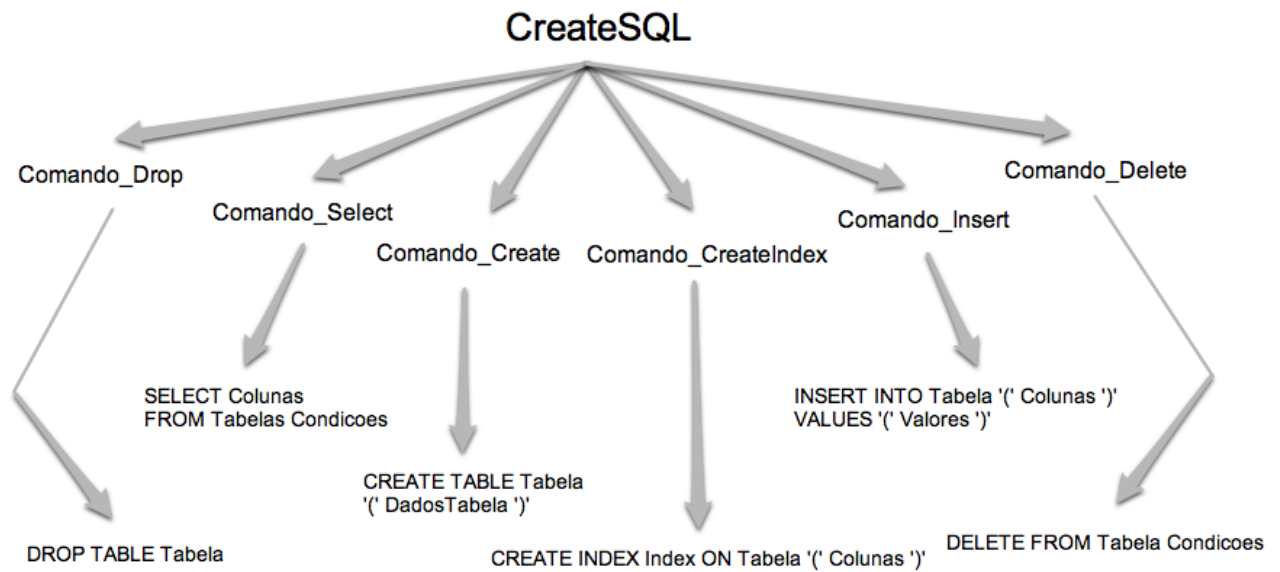 CreateSQL
Comando_Drop
Comando_Select
Comando_Create
Comando_CreateIndex
Comando_Insert
Comando_Delete
SELECT Colunas
FROM Tabelas Condicoes
INSERT INTO Tabela '(' Colunas ')'
VALUES '(' Valores ')'
CREATE TABLE Tabela
'(' DadosTabela ')'
DROP TABLE Tabela
CREATE INDEX Index ON Tabela '(' Colunas ')'
DELETE FROM Tabela Condicoes